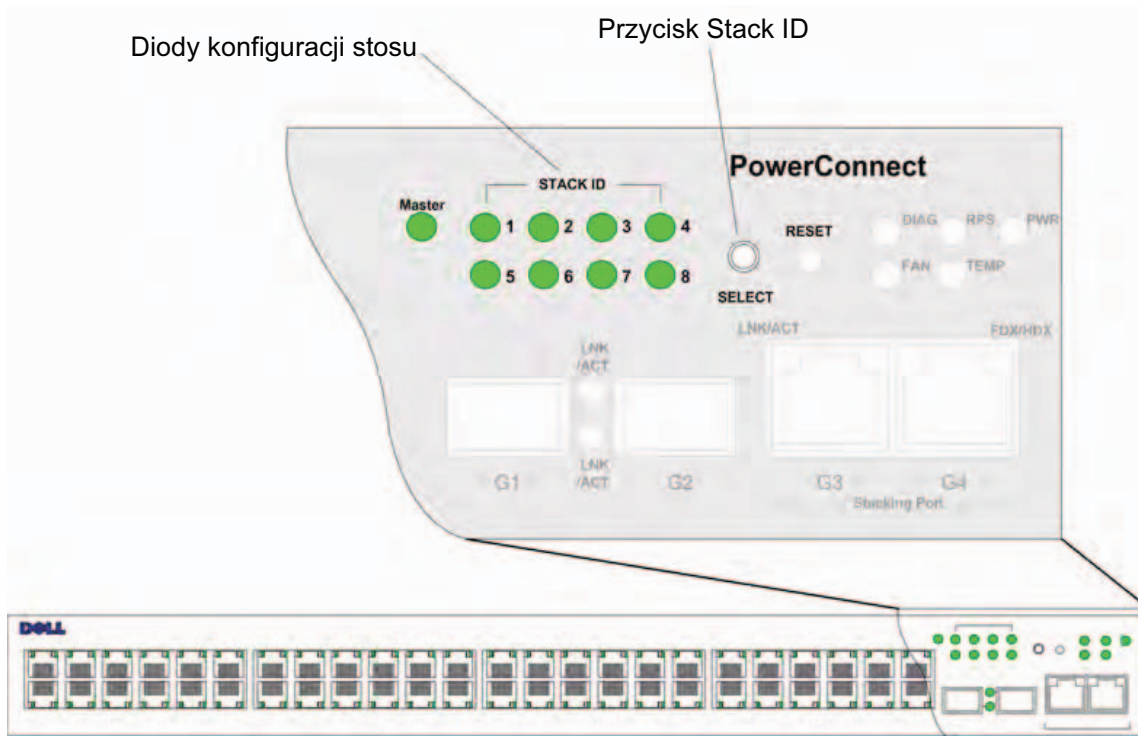 Diody konfiguracji stosu
Przycisk Stack ID
PowerConnect
STACK ID
Master
1 2 3 4
5 6 7 8
RESET
SELECT
DIAG RPS PWR
FAN TEMP
LNK/ACT
FDX/HDX
LNK
/ACT
LNK
/ACT
G1
G2
G3
G4
Stacking Port
DELL